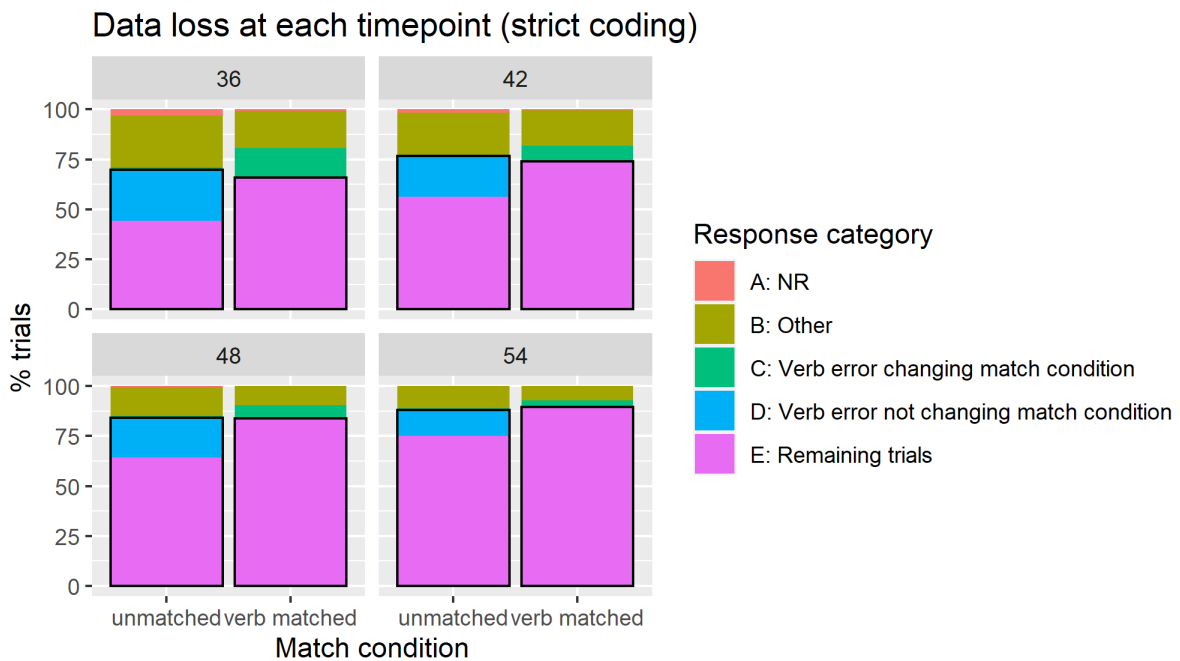 Data loss at each timepoint (strict coding)
36
42
100
75
50
25
0
48
54
100
75
50
25
0
% trials
unmatched verb matched
unmatched verb matched
Match condition
Response category
A: NR
B: Other
C: Verb error changing match condition
D: Verb error not changing match condition
E: Remaining trials